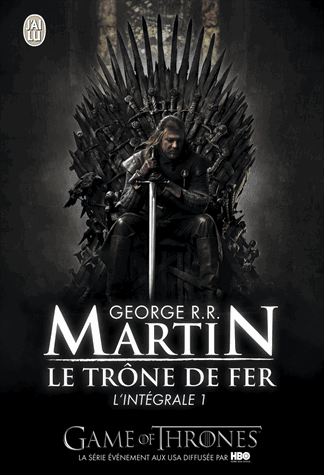 J'AI
LU
GEORGE R.R.
MARTIN
LE TRÔNE DE FER
L'INTÉGRALE 1
GAME OF THRONES
LA SÉRIE ÉVÉNEMENT AUX USA DIFFUSÉE PAR HBO